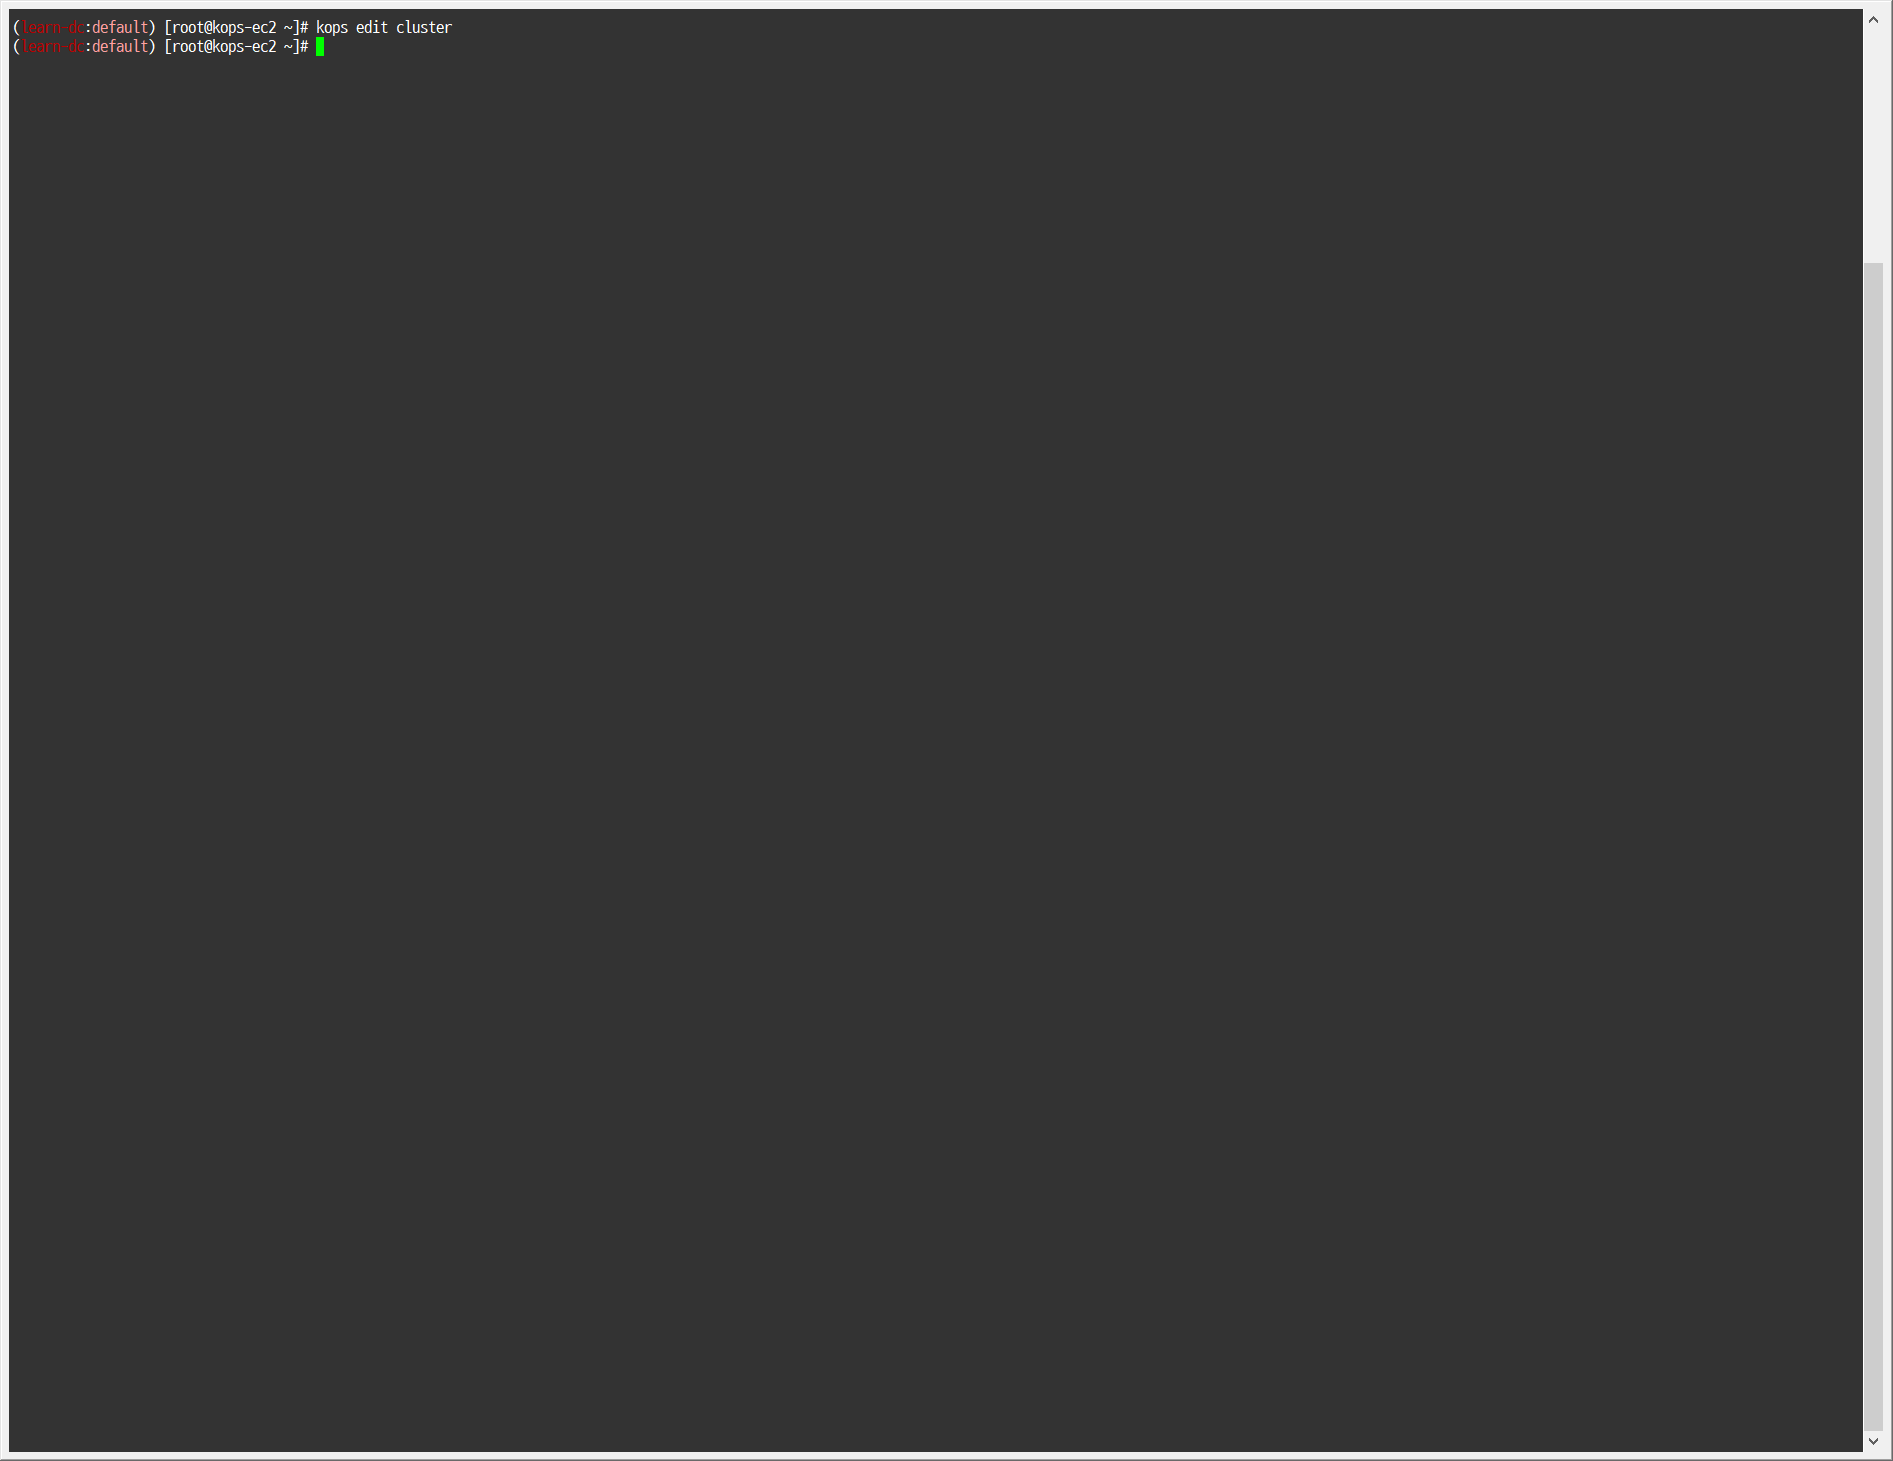 (learn-dc:default) [root@kops-ec2 ~]# kops edit cluster
(learn-dc:default) [root@kops-ec2 ~]#